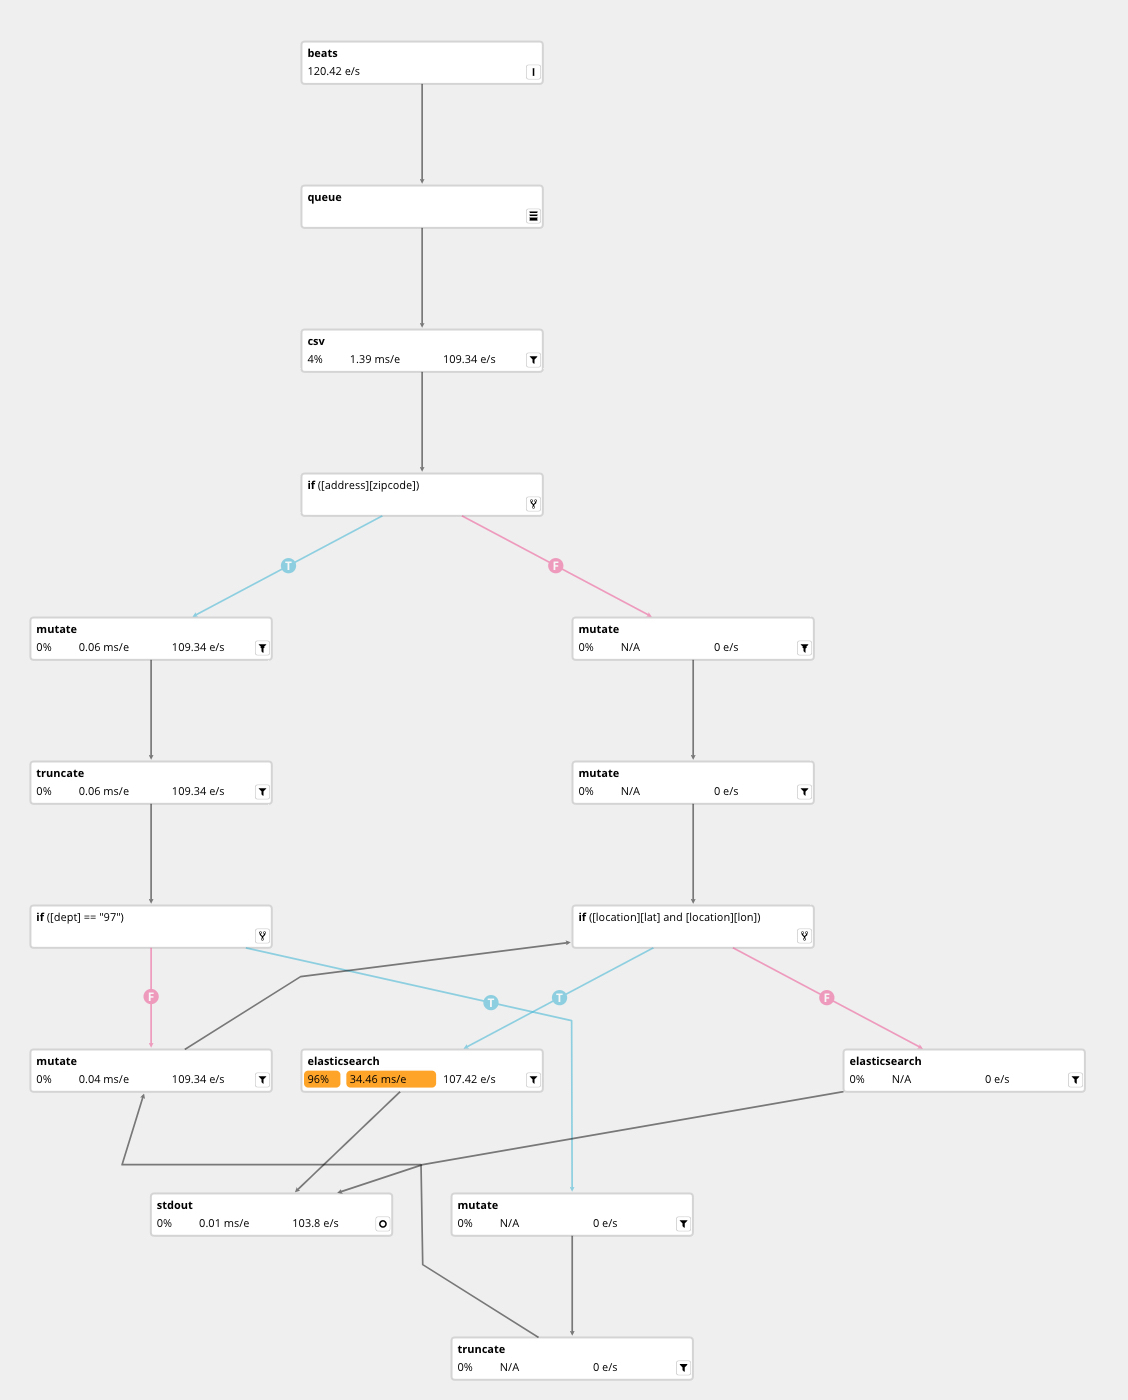 beats
120.42 e/s
queue
csv
4% 1.39 ms/e 109.34 e/s
if ([address][zipcode])
T F
mutate
0% 0.06 ms/e 109.34 e/s
mutate
0% N/A 0 e/s
truncate
0% 0.06 ms/e 109.34 e/s
mutate
0% N/A 0 e/s
if ([dept] == "97")
if ([location][lat] and [location][lon])
F T T F
mutate
0% 0.04 ms/e 109.34 e/s
elasticsearch
96% 34.46 ms/e 107.42 e/s
elasticsearch
0% N/A 0 e/s
stdout
0% 0.01 ms/e 103.8 e/s
mutate
0% N/A 0 e/s
truncate
0% N/A 0 e/s